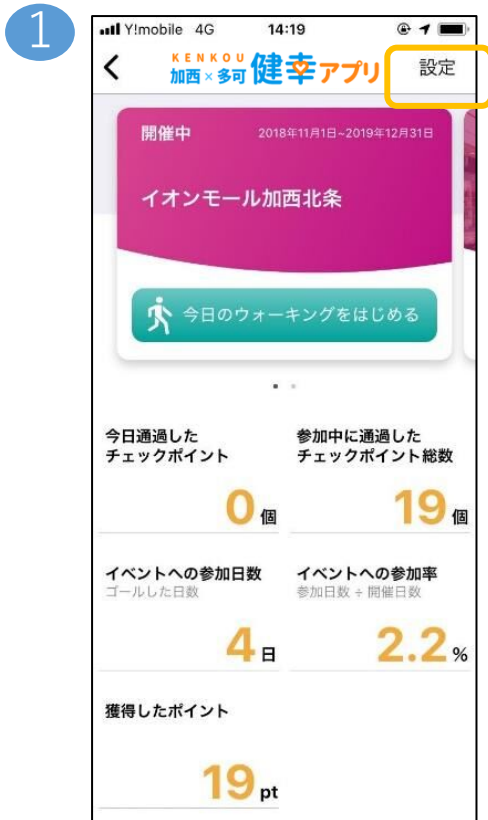 1
Y!mobile 4G 14:19
KENKOU
加西×多可 健幸アプリ
設定
開催中 2018年11月1日~2019年12月31日
イオンモール加西北条
今日のウォーキングをはじめる
今日通過した
チェックポイント
0個
参加中に通過した
チェックポイント総数
19個
イベントへの参加日数
ゴールした日数
4日
イベントへの参加率
参加日数÷開催日数
2.2%
獲得したポイント
19pt